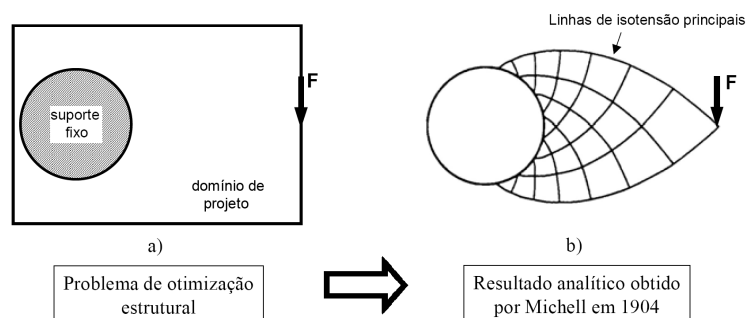 Linhas de isotensão principais
F
suporte
fixo
domínio de
projeto
F
a)
b)
Problema de otimização
estrutural
Resultado analítico obtido
por Michell em 1904